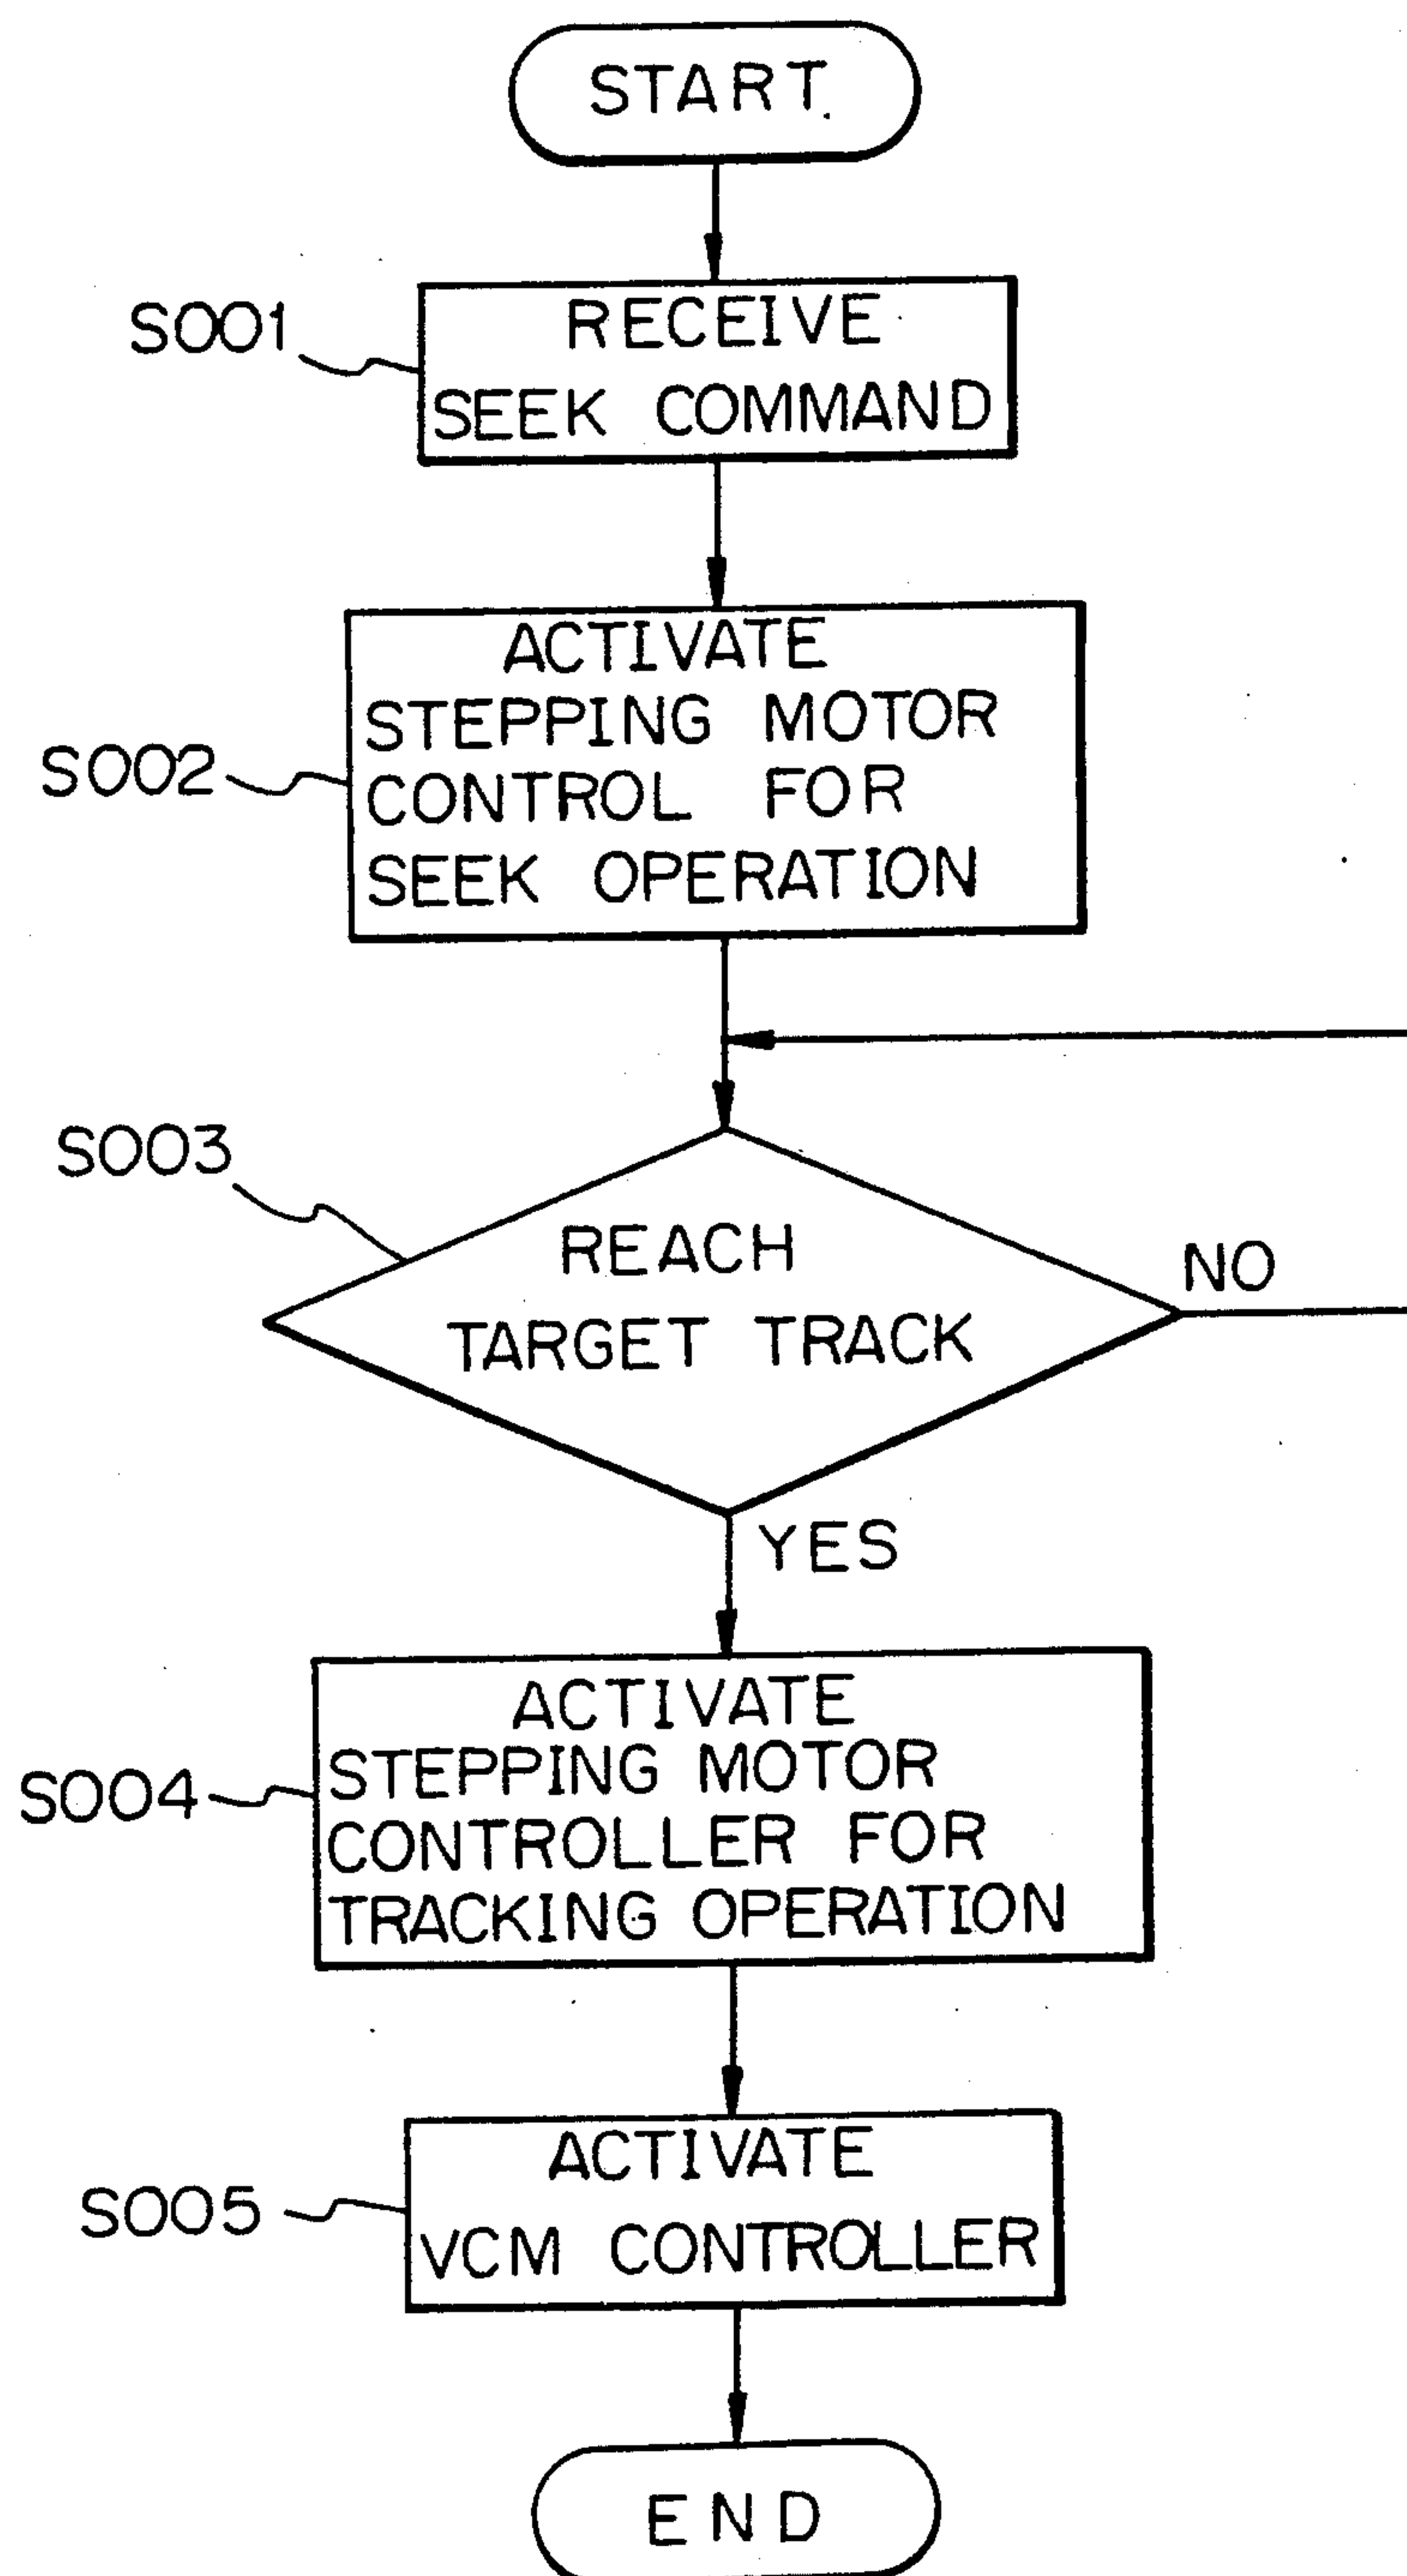 START
S001
RECEIVE
SEEK COMMAND
S002
ACTIVATE
STEPPING MOTOR
CONTROL FOR
SEEK OPERATION
S003
REACH
TARGET TRACK
NO
YES
S004
ACTIVATE
STEPPING MOTOR
CONTROLLER FOR
TRACKING OPERATION
S005
ACTIVATE
VCM CONTROLLER
END